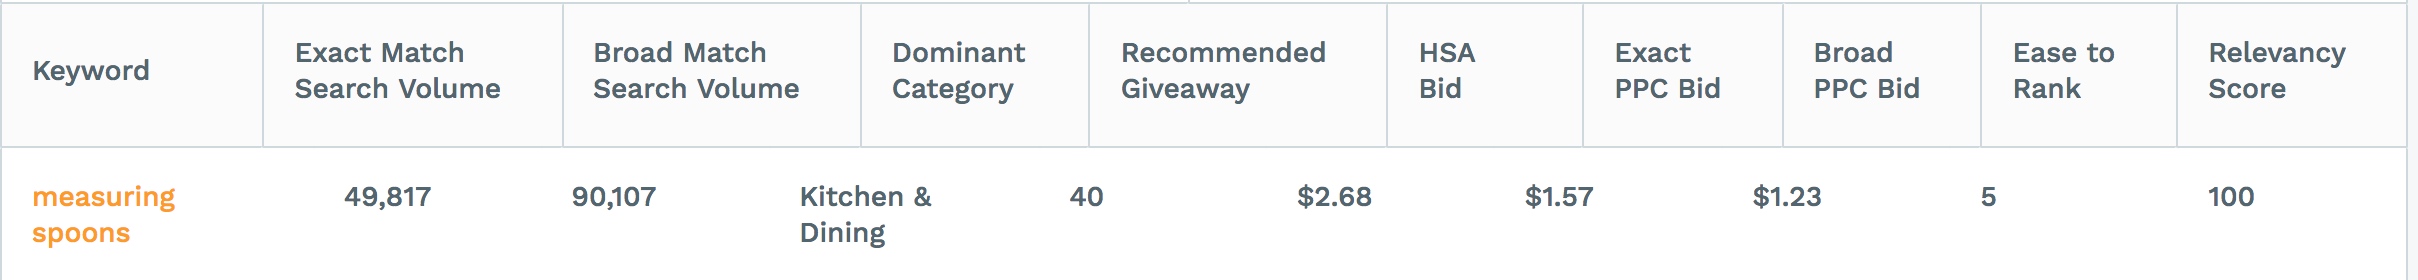 Keyword
Exact Match
Search Volume
Broad Match
Search Volume
Dominant
Category
Recommended
Giveaway
HSA
Bid
Exact
PPC Bid
Broad
PPC Bid
Ease to
Rank
Relevancy
Score
measuring
spoons
49,817
90,107
Kitchen &
Dining
40
$2.68
$1.57
$1.23
5
100